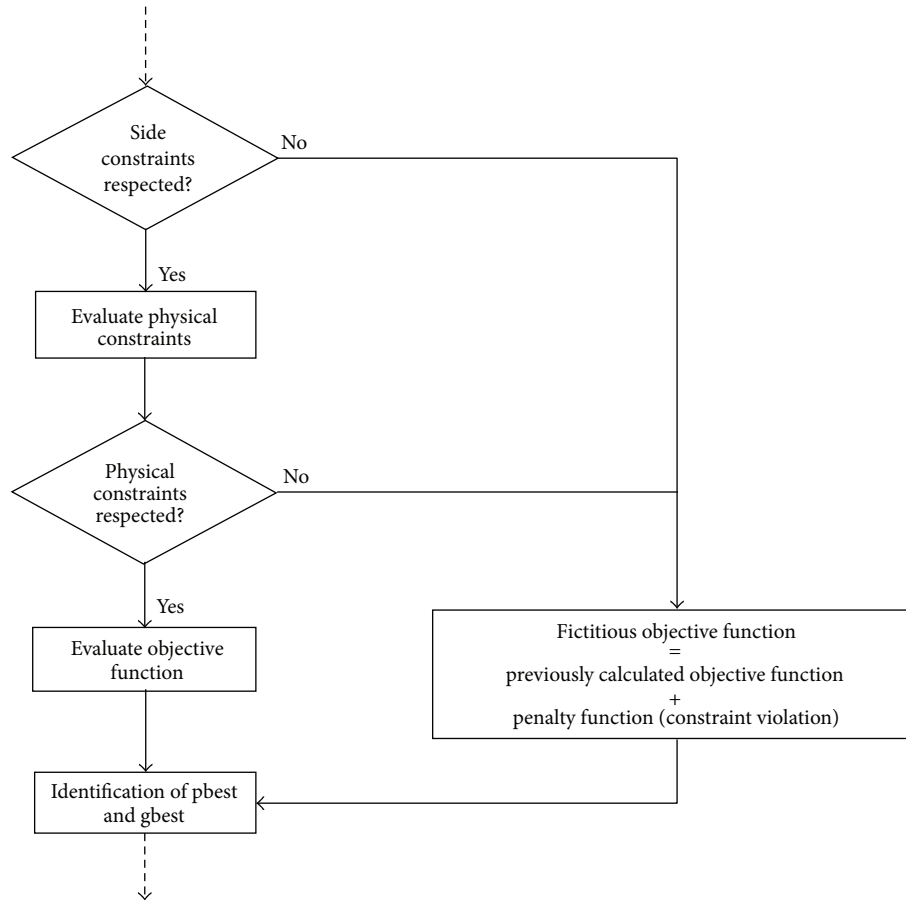 Side
constraints
respected?
No
Yes
Evaluate physical
constraints
Physical
constraints
respected?
No
Yes
Evaluate objective
function
Fictitious objective function
=
previously calculated objective function
+
penalty function (constraint violation)
Identification of pbest
and gbest